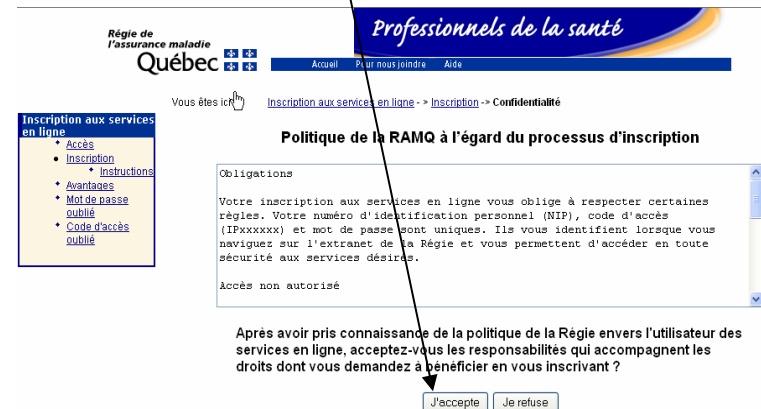 Régie de
l'assurance maladie
Québec
Professionnels de la santé
Accueil Pour nous joindre Aide
Vous êtes ici Inscription aux services en ligne - > Inscription -> Confidentialité
Inscription aux services
en ligne
Accès
Inscription
Instructions
Avantages
Mot de passe
oublié
Code d'accès
oublié
Politique de la RAMQ à l'égard du processus d'inscription
Obligations
Votre inscription aux services en ligne vous oblige à respecter certaines
règles. Votre numéro d'identification personnel (NIP), code d'accès
(IPxxxxxx) et mot de passe sont uniques. Ils vous identifient lorsque vous
naviguez sur l'extranet de la Régie et vous permettent d'accéder en toute
sécurité aux services désirés.
Accès non autorisé
Après avoir pris connaissance de la politique de la Régie envers l'utilisateur des
services en ligne, acceptez-vous les responsabilités qui accompagnent les
droits dont vous demandez à bénéficier en vous inscrivant ?
J'accepte Je refuse